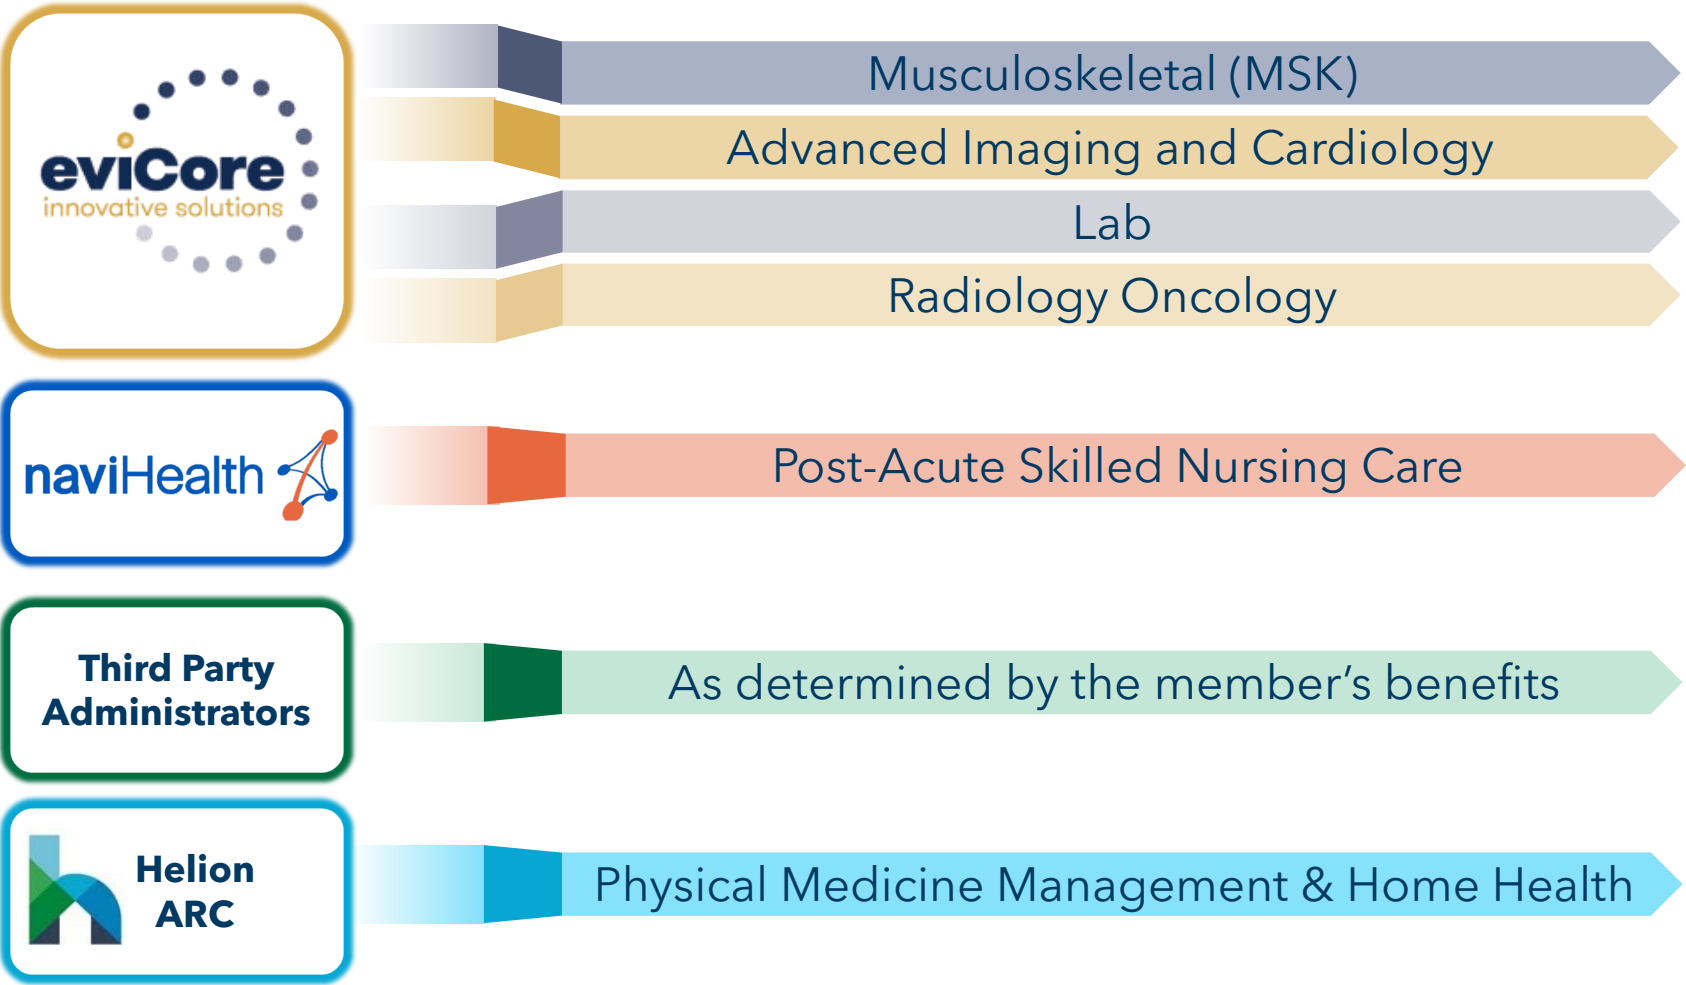 eviCore
innovative solutions
Musculoskeletal (MSK)
Advanced Imaging and Cardiology
Lab
Radiology Oncology
naviHealth
Post-Acute Skilled Nursing Care
Third Party
Administrators
As determined by the member’s benefits
Helion
ARC
Physical Medicine Management & Home Health